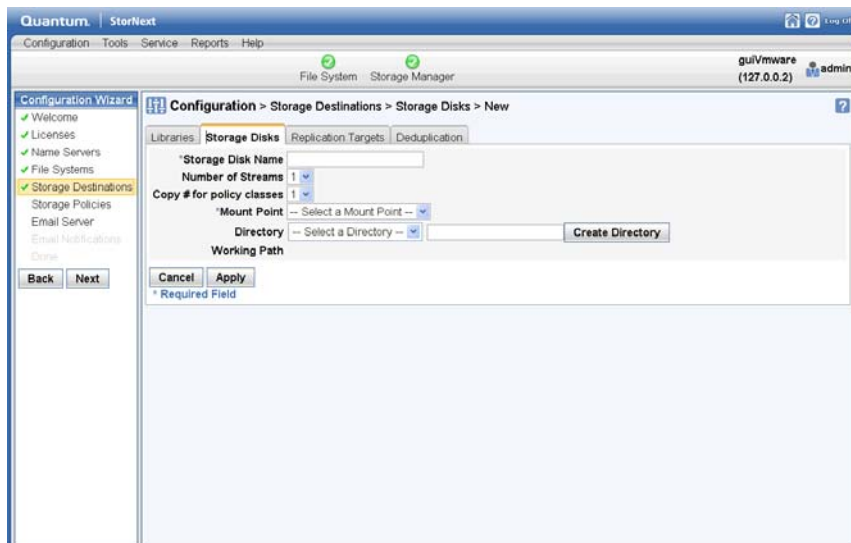 Quantum. StorNext
Log Of
Configuration Tools Service Reports Help
File System Storage Manager
guiVmware
(127.0.0.2)
admin
Configuration Wizard
Welcome
Licenses
Name Servers
File Systems
Storage Destinations
Storage Policies
Email Server
Email Notifications
Done
Back Next
Configuration > Storage Destinations > Storage Disks > New
Libraries Storage Disks Replication Targets Deduplication
*Storage Disk Name
Number of Streams 1
Copy # for policy classes 1
*Mount Point -- Select a Mount Point --
Directory -- Select a Directory -- Create Directory
Working Path
Cancel Apply
* Required Field